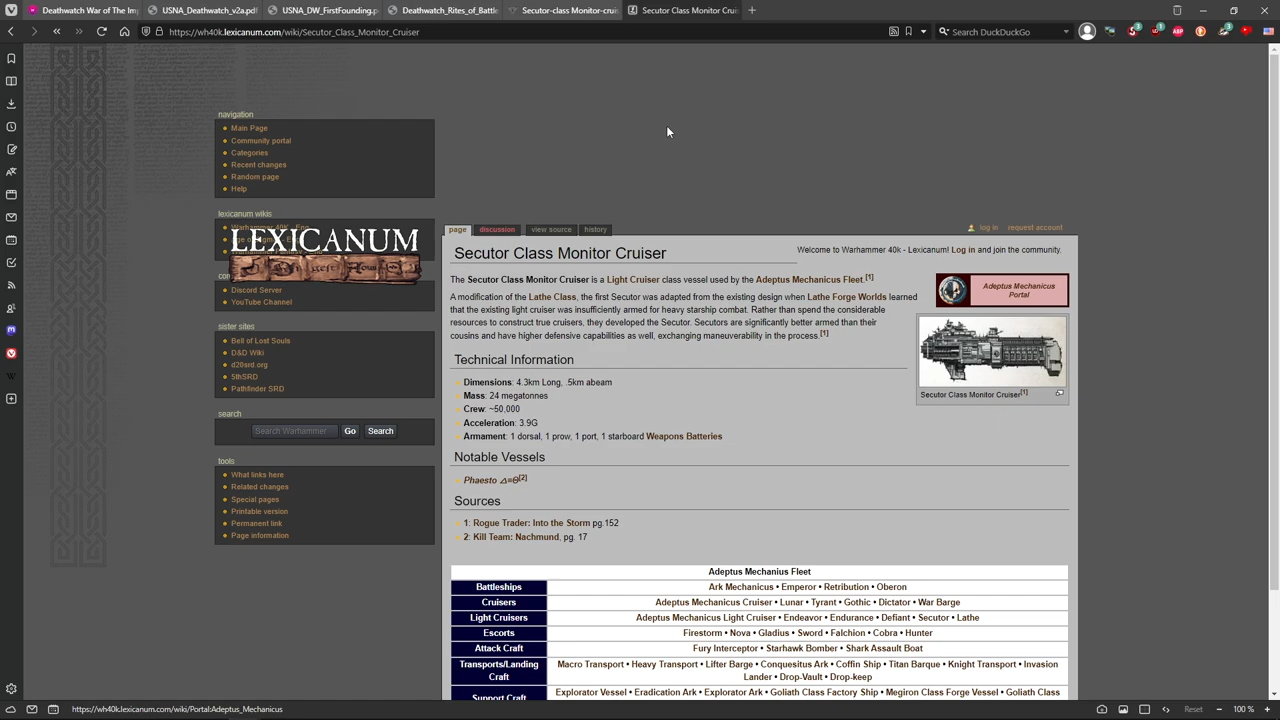 Deathwatch War of The Imp
USNA_Portal_Deathwatch2.a
USNA_DW_FirstFounding.p
Deathwatch_Rites_of_Battle
Secutor Class Monitor-crui
Secutor Class Monitor Crui
https://wh40k.lexicanum.com/wiki/Secutor_Class_Monitor_Cruiser
Search DuckDuckGo
navigation
Main Page
Community portal
Categories
Recent changes
Random page
Help
lexicanum wikis
LEXICANUM
Discord Server
YouTube Channel
sister sites
Bell of Lost Souls
D&D Wiki
d20srd.org
5thSRD
Pathfinder SRD
search
Search Warhammer Go Search
tools
What links here
Related changes
Special pages
Printable version
Permanent link
Page information
page discussion view source history
log in request account
Welcome to Warhammer 40k - Lexicanum! Log in and join the community.
Secutor Class Monitor Cruiser
The Secutor Class Monitor Cruiser is a Light Cruiser class vessel used by the Adeptus Mechanicus Fleet.[1]
A modification of the Lathe Class, the first Secutor was adapted from the existing design when Lathe Forge Worlds learned
that the existing light cruiser was insufficiently armed for heavy starship combat. Rather than spend the considerable
resources to construct true cruisers, they developed the Secutor. Secutors are significantly better armed than their
cousins and have higher defensive capabilities as well, exchanging maneuverability in the process.[1]
Adeptus Mechanicus
Portal
Secutor Class Monitor Cruiser[1]
Technical Information
Dimensions: 4.3km Long, .5km abeam
Mass: 24 megatonnes
Crew: ~50,000
Acceleration: 3.9G
Armament: 1 dorsal, 1 prow, 1 port, 1 starboard Weapons Batteries
Notable Vessels
Phaesto Δ=Θ[2]
Sources
1: Rogue Trader: Into the Storm pg.152
2: Kill Team: Nachmund, pg. 17
Adeptus Mechanius Fleet
Battleships Ark Mechanicus • Emperor • Retribution • Oberon
Cruisers Adeptus Mechanicus Cruiser • Lunar • Tyrant • Gothic • Dictator • War Barge
Light Cruisers Adeptus Mechanicus Light Cruiser • Endeavor • Endurance • Defiant • Secutor • Lathe
Escorts Firestorm • Nova • Gladius • Sword • Falchion • Cobra • Hunter
Attack Craft Fury Interceptor • Starhawk Bomber • Shark Assault Boat
Transports/Landing Craft Macro Transport • Heavy Transport • Lifter Barge • Conquesitus Ark • Coffin Ship • Titan Barque • Knight Transport • Invasion
Lander • Drop-Vault • Drop-keep
Support Craft Explorator Vessel • Eradication Ark • Explorator Ark • Goliath Class Factory Ship • Megiron Class Forge Vessel • Goliath Class
https://wh40k.lexicanum.com/wiki/Portal:Adeptus_Mechanicus
Reset 100 %